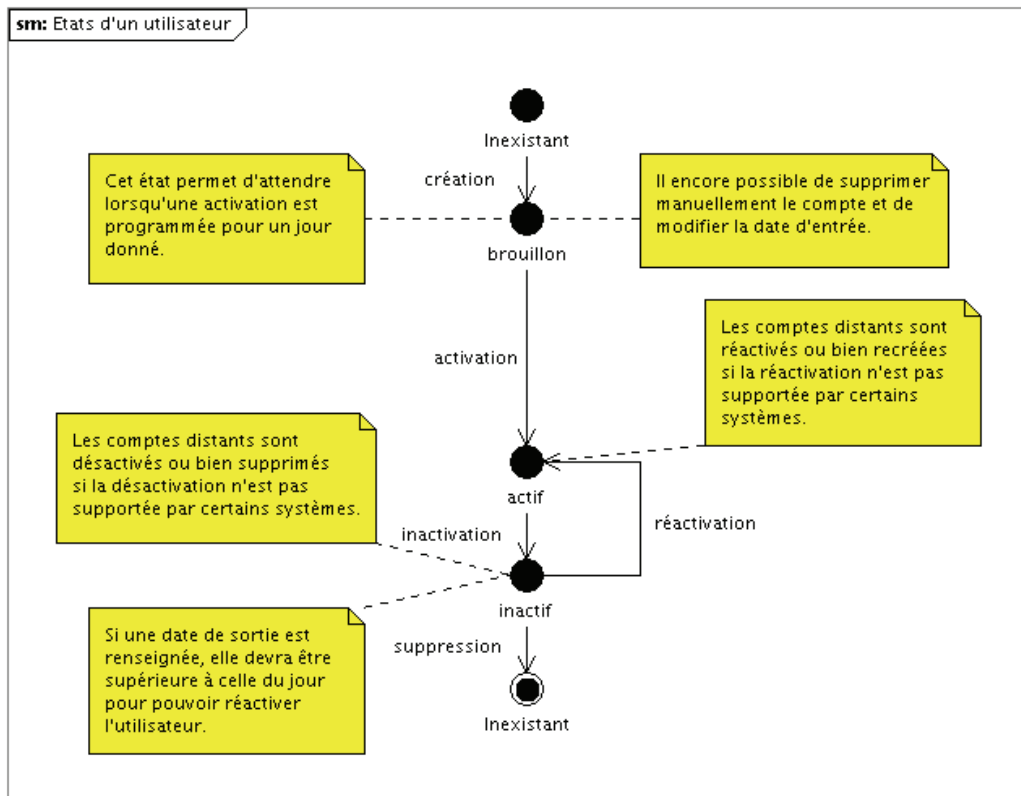 sm: Etats d'un utilisateur
Inexistant
création
Cet état permet d'attendre
lorsqu'une activation est
programmée pour un jour
donné.
Il encore possible de supprimer
manuellement le compte et de
modifier la date d'entrée.
brouillon
activation
Les comptes distants sont
réactivés ou bien recréées
si la réactivation n'est pas
supportée par certains
systèmes.
Les comptes distants sont
désactivés ou bien supprimés
si la désactivation n'est pas
supportée par certains systèmes.
actif
inactivation
réactivation
inactif
Si une date de sortie est
renseignée, elle devra être
supérieure à celle du jour
pour pouvoir réactiver
l'utilisateur.
suppression
Inexistant